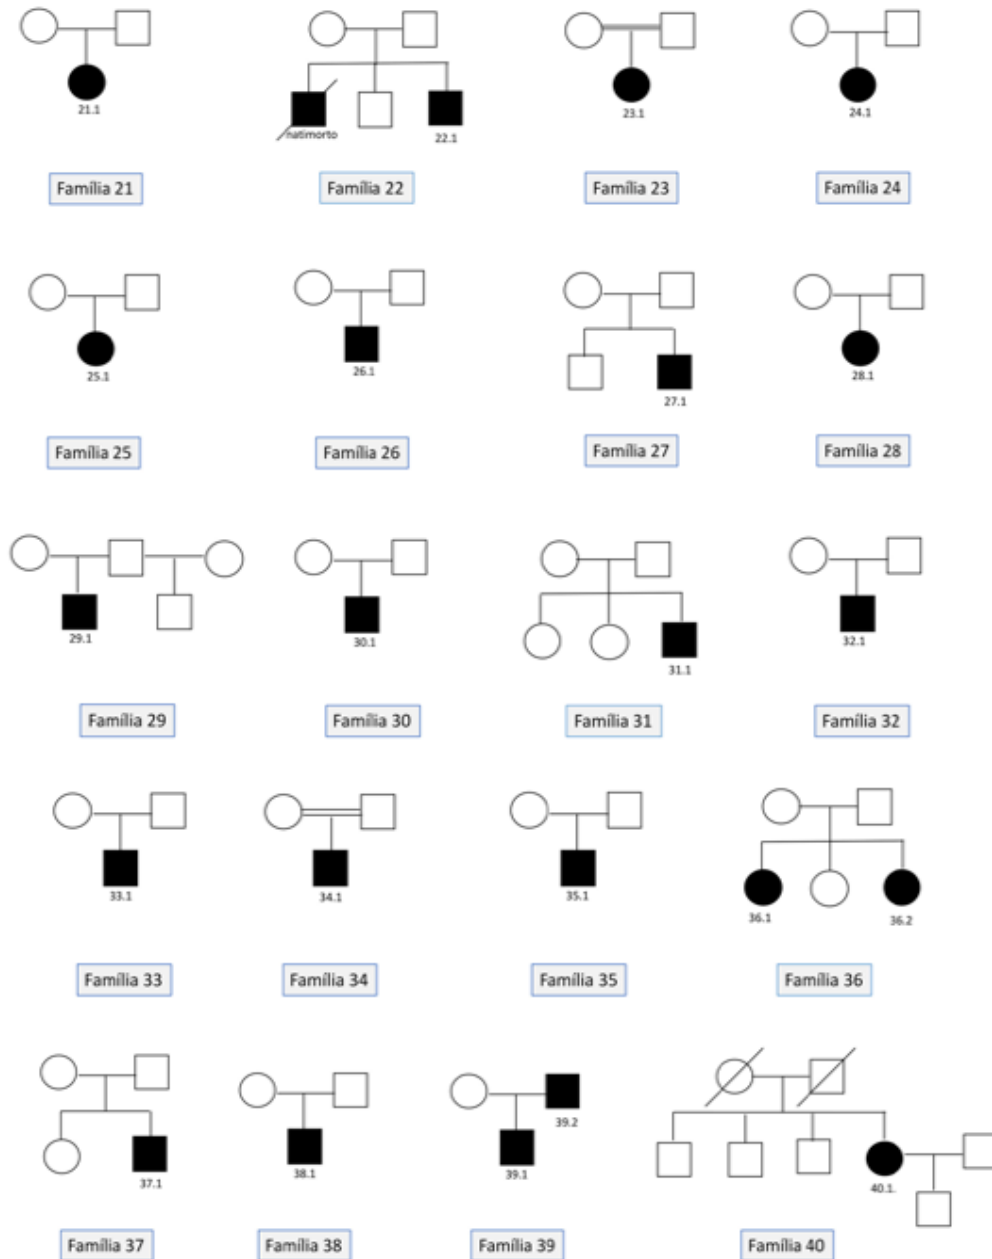 21.1
natimorto
22.1
23.1
24.1
Família 21
Família 22
Família 23
Família 24
25.1
26.1
27.1
28.1
Família 25
Família 26
Família 27
Família 28
29.1
30.1
31.1
32.1
Família 29
Família 30
Família 31
Família 32
33.1
34.1
35.1
36.1
36.2
Família 33
Família 34
Família 35
Família 36
37.1
38.1
39.2
39.1
40.1.
Família 37
Família 38
Família 39
Família 40